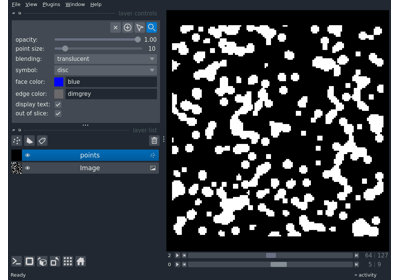 File View Plugins Window Help
layer controls
opacity: 1.00
point size: 10
blending: translucent
symbol: disc
face color: blue
edge color: dimgrey
display text:
out of slice:
layer list
points
Image
2 64 127
0 5 9
Ready activity